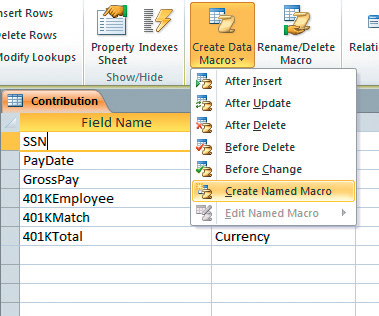 nsert Rows
elete Rows
Modify Lookups
Property Sheet
Indexes
Create Data Macros
Rename/Delete Macro
Relati
Show/Hide
After Insert
After Update
After Delete
Before Delete
Before Change
Create Named Macro
Edit Named Macro
Contribution
Field Name
SSN
PayDate
GrossPay
401KEmployee
401KMatch
401KTotal Currency